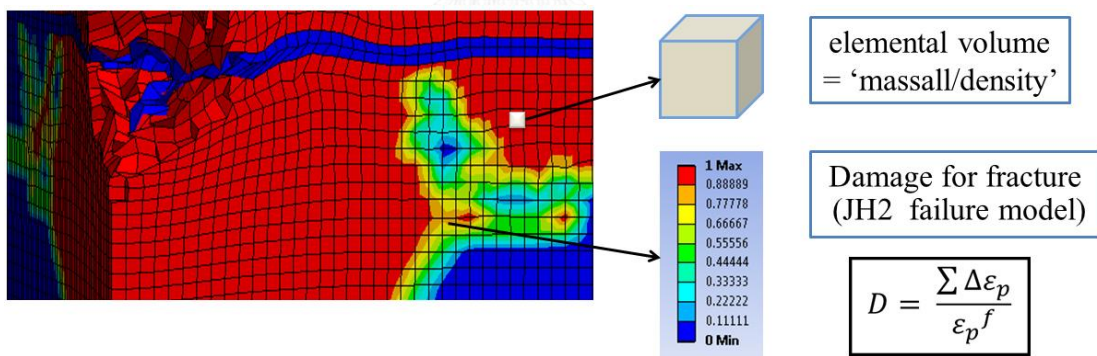 elemental volume
= ‘massall/density’
1 Max
0.88889
0.77778
0.66667
0.55556
0.44444
0.33333
0.22222
0.11111
0 Min
Damage for fracture
(JH2 failure model)
D = ∑ Δε_p / ε_p^f